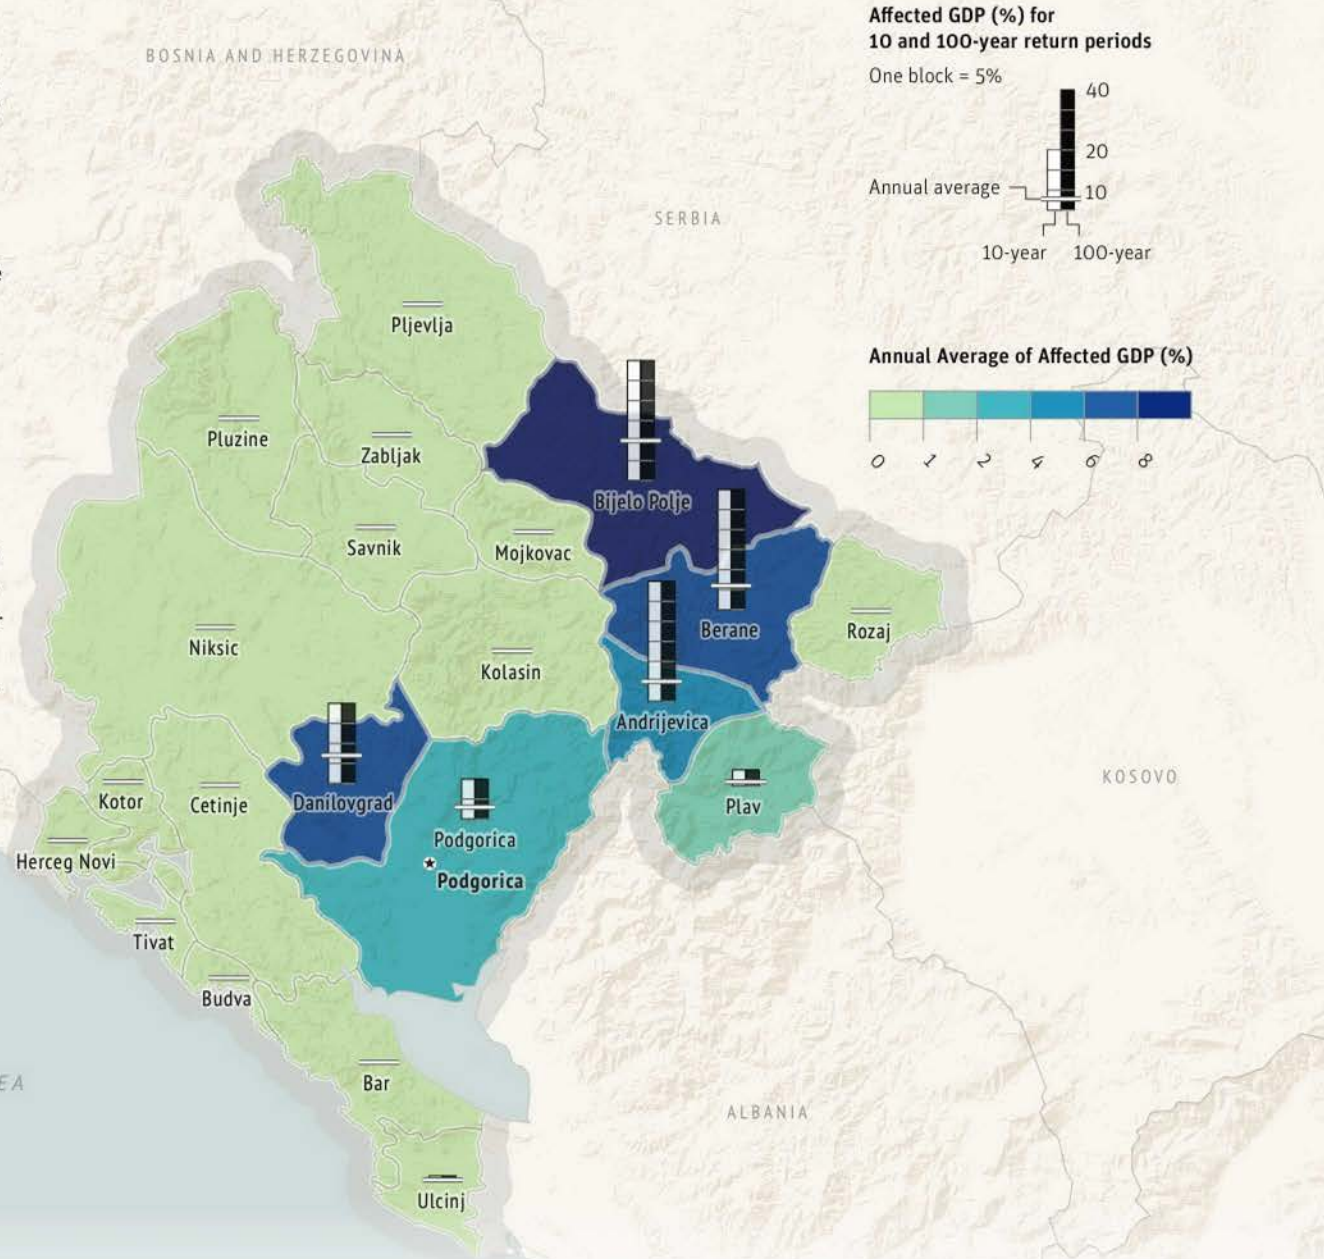 Affected GDP (%) for
10 and 100-year return periods
One block = 5%
40
20
Annual average
10
10-year
100-year
Annual Average of Affected GDP (%)
0
1
2
4
6
8
BOSNIA AND HERZEGOVINA
SERBIA
Pljevlja
Pluzine
Zabljak
Bijelo Polje
Savnik
Mojkovac
Niksic
Kolasin
Berane
Rozaj
Andrijevica
KOSOVO
Kotor
Cetinje
Danilovgrad
Plav
Podgorica
Herceg Novi
Podgorica
Tivat
Budva
EA
Bar
ALBANIA
Ulcinj